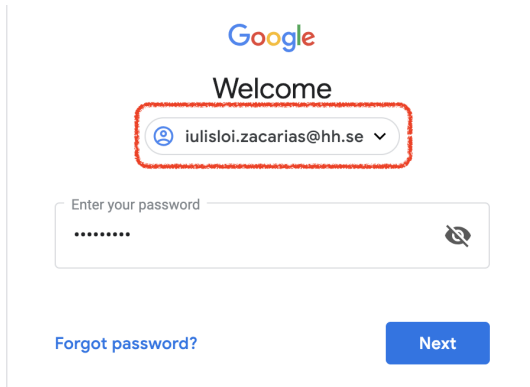 Google
Welcome
iulisloi.zacarias@hh.se
Enter your password
•••••••••
Forgot password?
Next